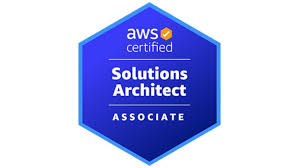 aws
certified
Solutions
Architect
ASSOCIATE